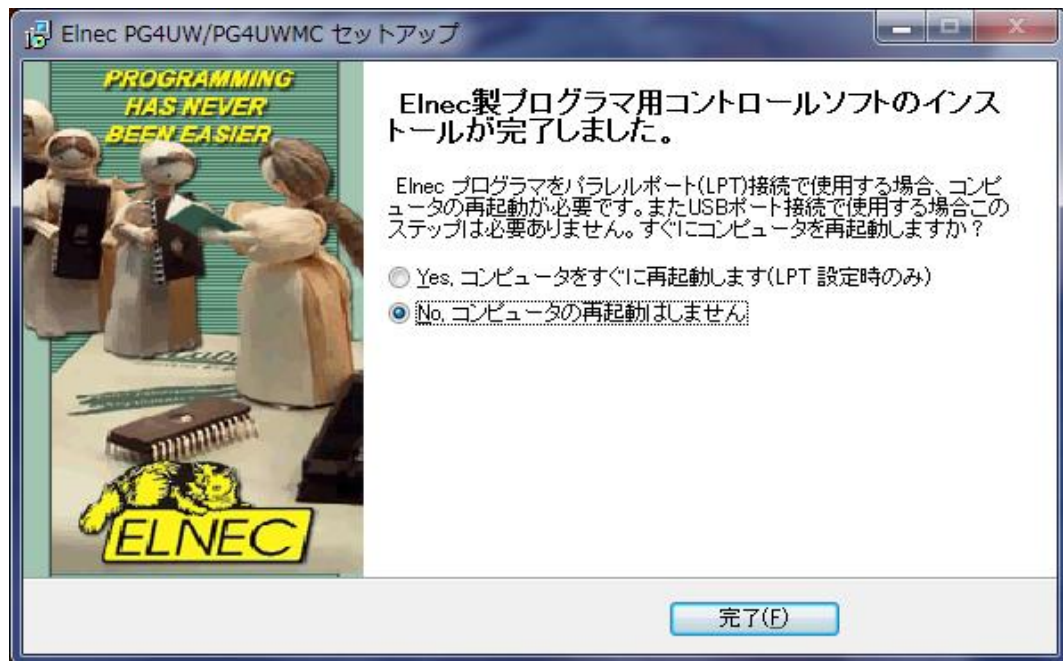 Elnec PG4UW/PG4UWMC セットアップ
PROGRAMMING
HAS NEVER
BEEN EASIER
ELNEC
Elnec製プログラマ用コントロールソフトのインス
トールが完了しました。
Elnec プログラマをパラレルポート(LPT)接続で使用する場合、コンピ
ュータの再起動が必要です。またUSBポート接続で使用する場合この
ステップは必要ありません。すぐにコンピュータを再起動しますか？
Yes, コンピュータをすぐに再起動します(LPT 設定時のみ)
No, コンピュータの再起動はしません
完了(F)